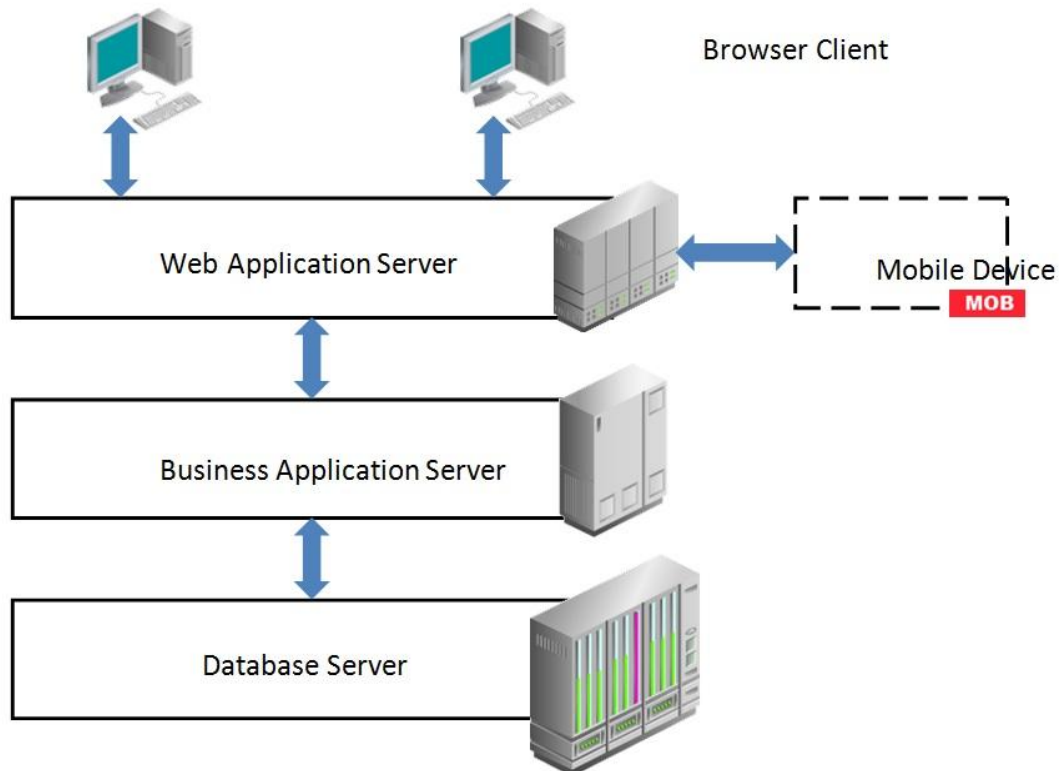 Browser Client
Web Application Server
Mobile Device
MOB
Business Application Server
Database Server